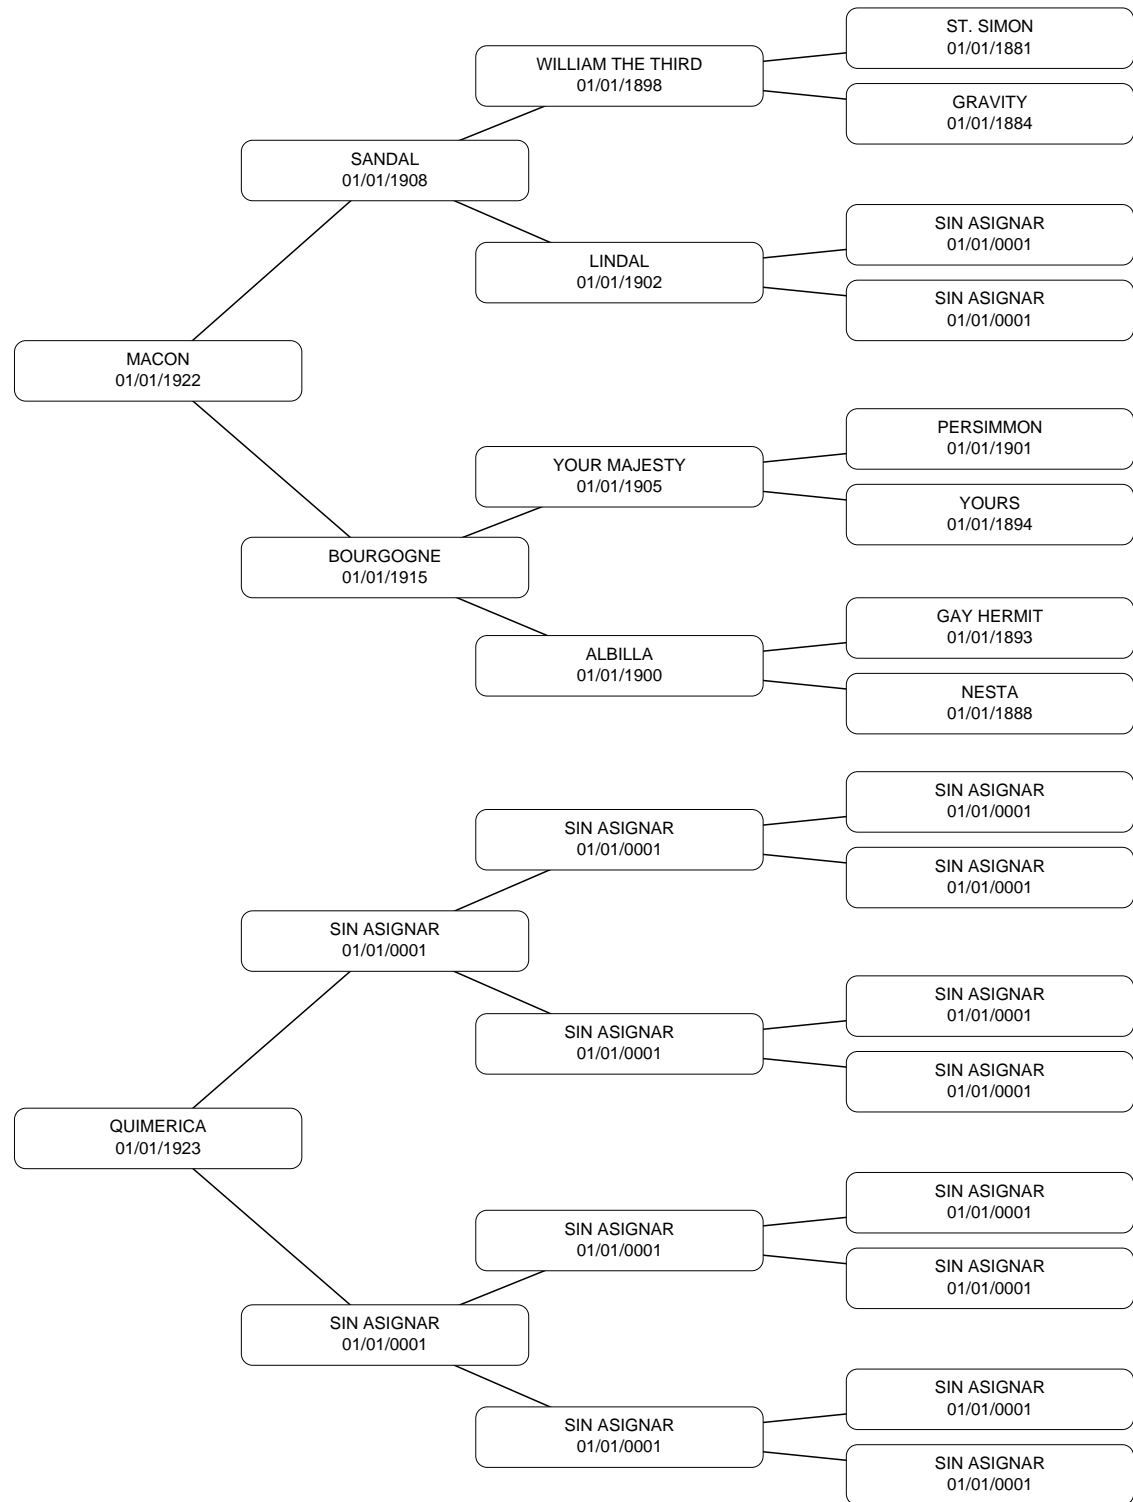 ST. SIMON
01/01/1881
WILLIAM THE THIRD
01/01/1898
GRAVITY
01/01/1884
SANDAL
01/01/1908
SIN ASIGNAR
01/01/0001
LINDAL
01/01/1902
SIN ASIGNAR
01/01/0001
MACON
01/01/1922
PERSIMMON
01/01/1901
YOUR MAJESTY
01/01/1905
YOURS
01/01/1894
BOURGOGNE
01/01/1915
GAY HERMIT
01/01/1893
ALBILLA
01/01/1900
NESTA
01/01/1888
SIN ASIGNAR
01/01/0001
SIN ASIGNAR
01/01/0001
SIN ASIGNAR
01/01/0001
SIN ASIGNAR
01/01/0001
SIN ASIGNAR
01/01/0001
SIN ASIGNAR
01/01/0001
SIN ASIGNAR
01/01/0001
QUIMERICA
01/01/1923
SIN ASIGNAR
01/01/0001
SIN ASIGNAR
01/01/0001
SIN ASIGNAR
01/01/0001
SIN ASIGNAR
01/01/0001
SIN ASIGNAR
01/01/0001
SIN ASIGNAR
01/01/0001
SIN ASIGNAR
01/01/0001